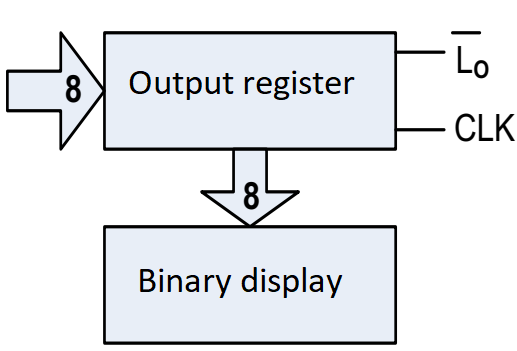 8
Output register
L̅o
CLK
8
Binary display